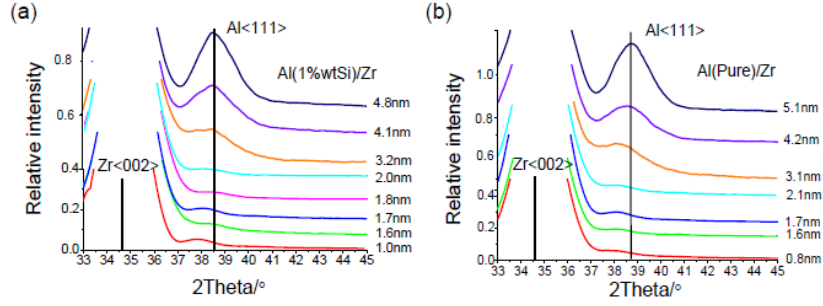 (a)
Al<111>
Al(1%wtSi)/Zr
Relative intensity
0.8
0.6
0.4
0.2
0.0
Zr<002>
4.8nm
4.1nm
3.2nm
2.0nm
1.8nm
1.7nm
1.6nm
1.0nm
33 34 35 36 37 38 39 40 41 42 43 44 45
2Theta/°
(b)
Al<111>
Al(Pure)/Zr
Relative intensity
1.0
0.8
0.6
0.4
0.2
0.0
Zr<002>
5.1nm
4.2nm
3.1nm
2.1nm
1.7nm
1.6nm
0.8nm
33 34 35 36 37 38 39 40 41 42 43 44 45
2Theta/°